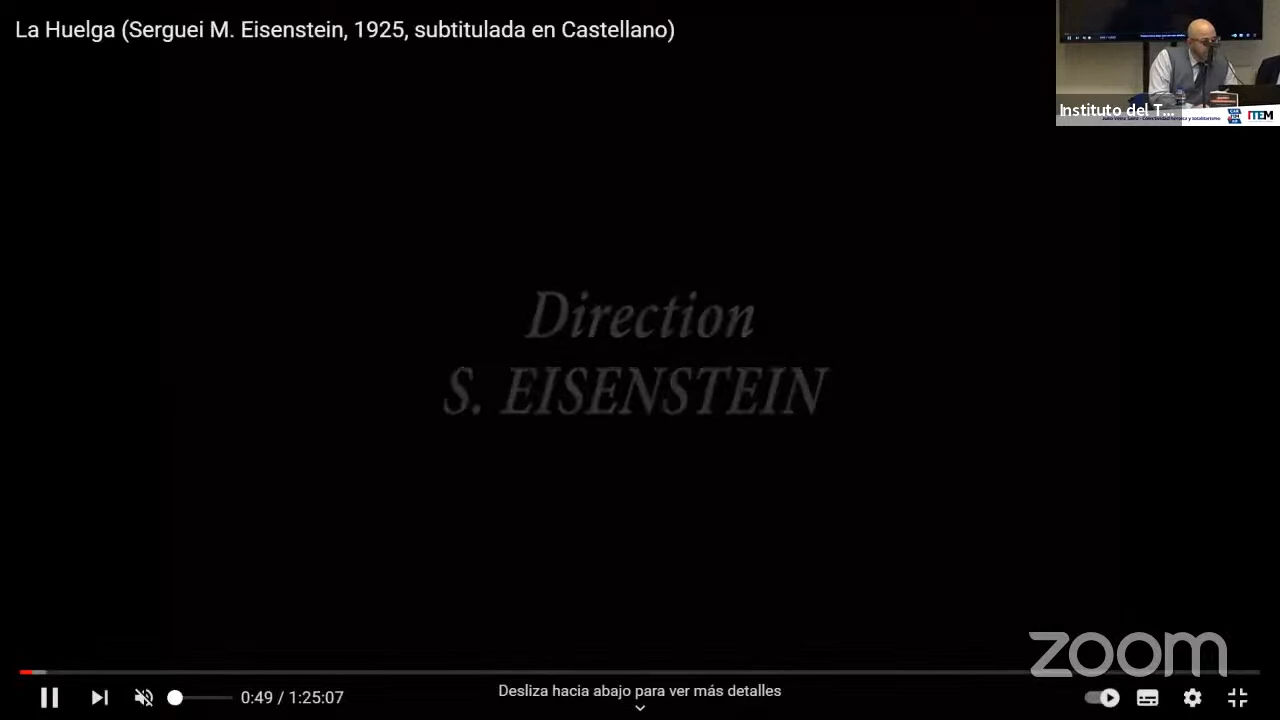 La Huelga (Serguei M. Eisenstein, 1925, subtitulada en Castellano)
Instituto del T...
ITEM
Direction
S. EISENSTEIN
zoom
0:49 / 1:25:07
Desliza hacia abajo para ver más detalles